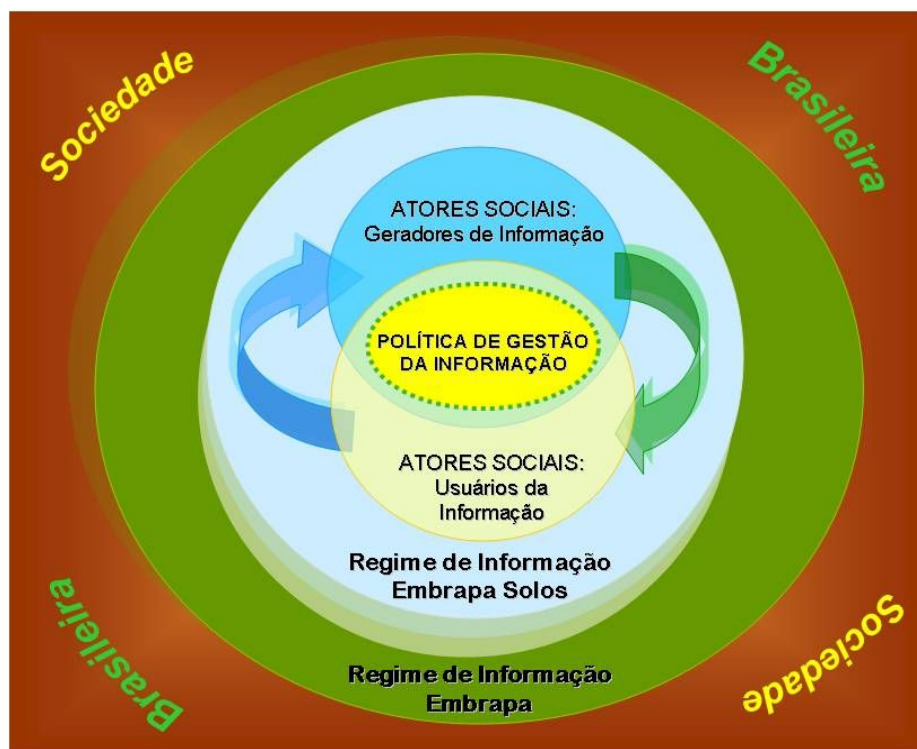 Sociedade
Brasileira
ATORES SOCIAIS:
Geradores de Informação
POLÍTICA DE GESTÃO
DA INFORMAÇÃO
ATORES SOCIAIS:
Usuários da
Informação
Regime de Informação
Embrapa Solos
Regime de Informação
Embrapa
Brasileira
Sociedade